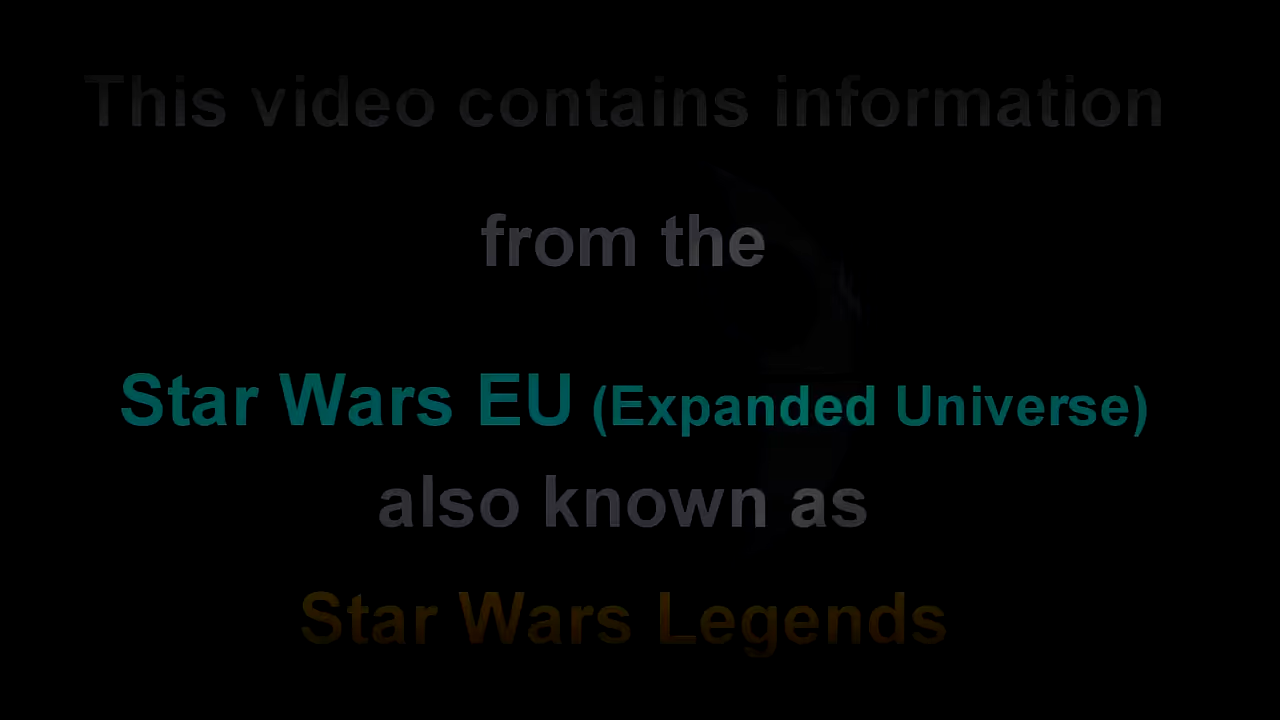 This video contains information
from the
Star Wars EU (Expanded Universe)
also known as
Star Wars Legends